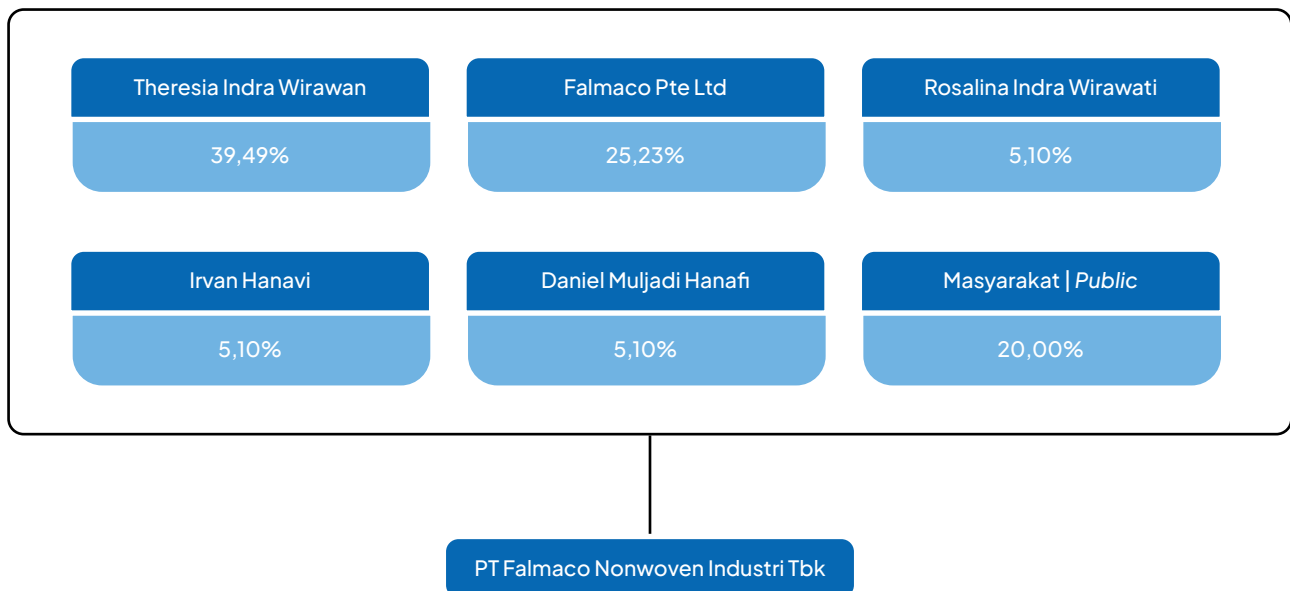 Theresia Indra Wirawan
39,49%
Falmaco Pte Ltd
25,23%
Rosalina Indra Wirawati
5,10%
Irvan Hanavi
5,10%
Daniel Muljadi Hanafi
5,10%
Masyarakat | Public
20,00%
PT Falmaco Nonwoven Industri Tbk